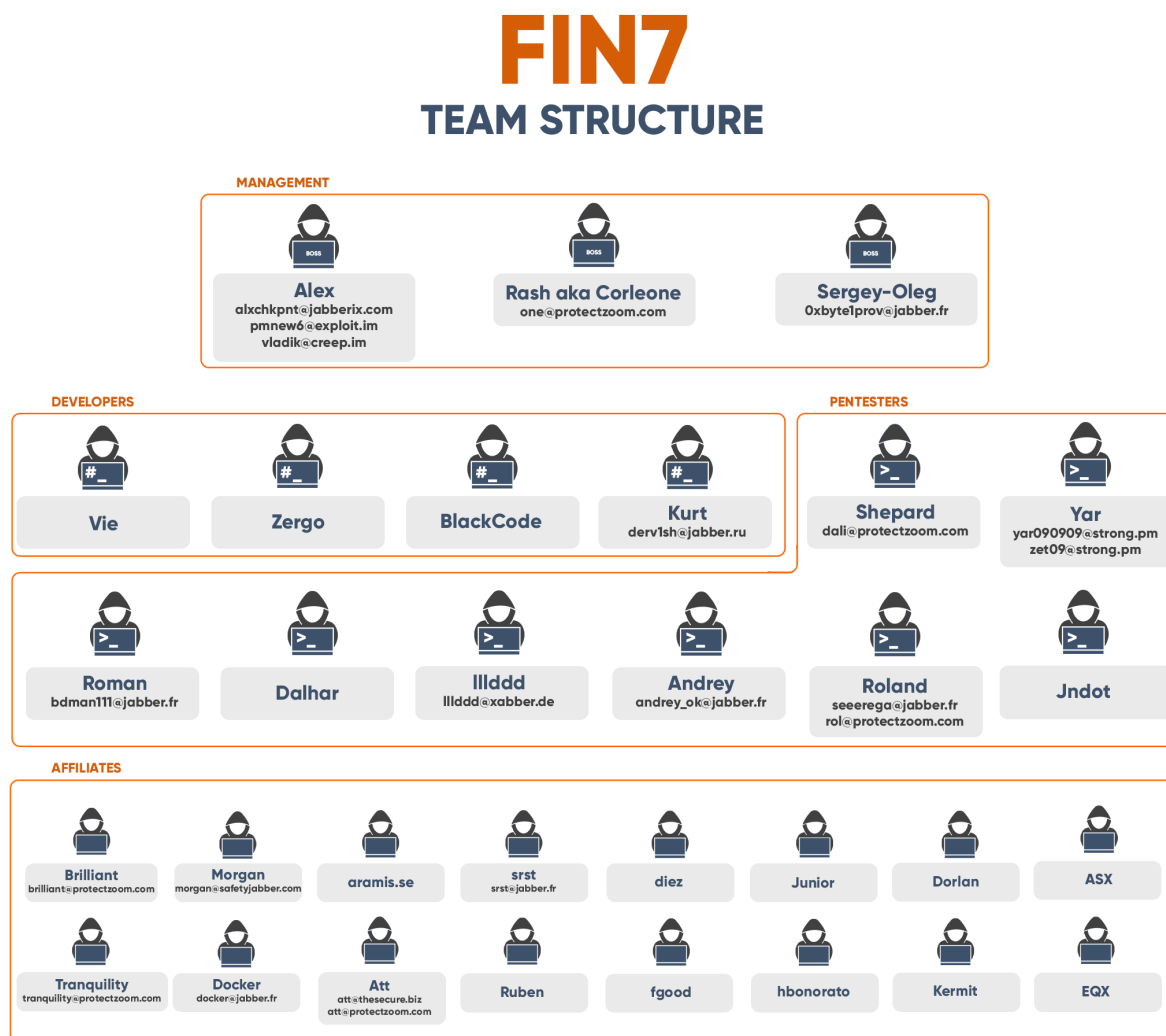 FIN7
TEAM STRUCTURE
MANAGEMENT
BOSS
Alex
alxchkpnt@jabberix.com
pmnew6@exploit.im
vladik@creep.im
BOSS
Rash aka Corleone
one@protectzoom.com
BOSS
Sergey-Oleg
0xbyte1prov@jabber.fr
DEVELOPERS
#_
Vie
#_
Zergo
#_
BlackCode
#_
Kurt
derv1sh@jabber.ru
PENTESTERS
>_
Shepard
dali@protectzoom.com
>_
Yar
yar090909@strong.pm
zet09@strong.pm
>_
Roman
bdman111@jabber.fr
>_
Dalhar
>_
lllddd
lllddd@xabber.de
>_
Andrey
andrey_ok@jabber.fr
>_
Roland
seeerega@jabber.fr
rol@protectzoom.com
>_
Jndot
AFFILIATES
Brilliant
brilliant@protectzoom.com
Morgan
morgan@safetyjabber.com
aramis.se
srst
srst@jabber.fr
diez
Junior
Dorlan
ASX
Tranquility
tranquility@protectzoom.com
Docker
docker@jabber.fr
Att
att@thesecure.biz
att@protectzoom.com
Ruben
fgood
hbonorato
Kermit
EQX